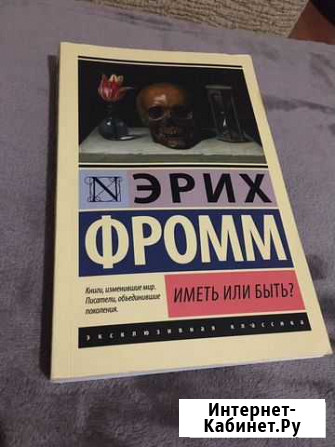 ЭРИХ
ФРОММ
Книги, изменившие мир.
Писатели, объединившие
поколения.
ИМЕТЬ ИЛИ БЫТЬ?
эксклюзивная классика
Интернет-
Кабинет.Ру